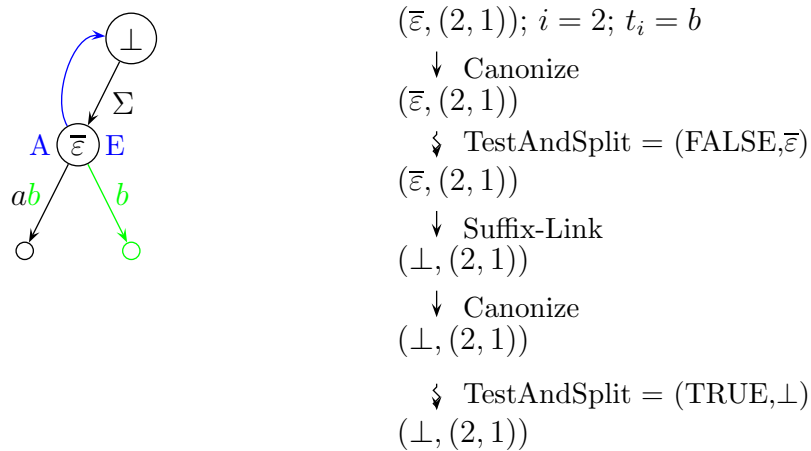 ⊥
Σ
A ε̅ E
ab b
(ε̅, (2, 1)); i = 2; tᵢ = b
Canonize
(ε̅, (2, 1))
TestAndSplit = (FALSE,ε̅)
(ε̅, (2, 1))
Suffix-Link
(⊥, (2, 1))
Canonize
(⊥, (2, 1))
TestAndSplit = (TRUE,⊥)
(⊥, (2, 1))